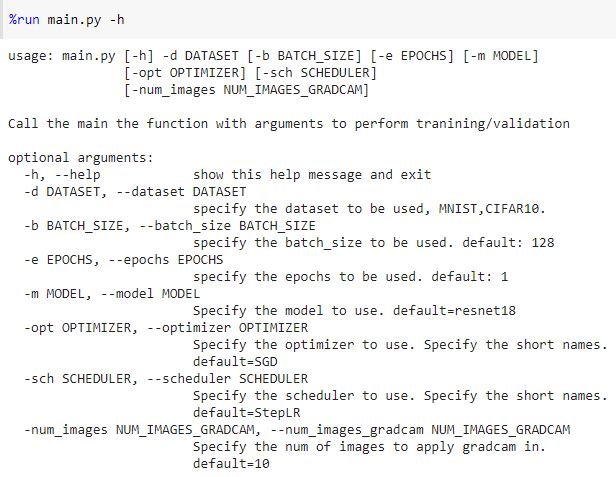 %run main.py -h
usage: main.py [-h] -d DATASET [-b BATCH_SIZE] [-e EPOCHS] [-m MODEL]
[-opt OPTIMIZER] [-sch SCHEDULER]
[-num_images NUM_IMAGES_GRADCAM]
Call the main the function with arguments to perform tranining/validation
optional arguments:
-h, --help show this help message and exit
-d DATASET, --dataset DATASET
specify the dataset to be used, MNIST,CIFAR10.
-b BATCH_SIZE, --batch_size BATCH_SIZE
specify the batch_size to be used. default: 128
-e EPOCHS, --epochs EPOCHS
specify the epochs to be used. default: 1
-m MODEL, --model MODEL
Specify the model to use. default=resnet18
-opt OPTIMIZER, --optimizer OPTIMIZER
Specify the optimizer to use. Specify the short names.
default=SGD
-sch SCHEDULER, --scheduler SCHEDULER
Specify the scheduler to use. Specify the short names.
default=StepLR
-num_images NUM_IMAGES_GRADCAM, --num_images_gradcam NUM_IMAGES_GRADCAM
Specify the num of images to apply gradcam in.
default=10